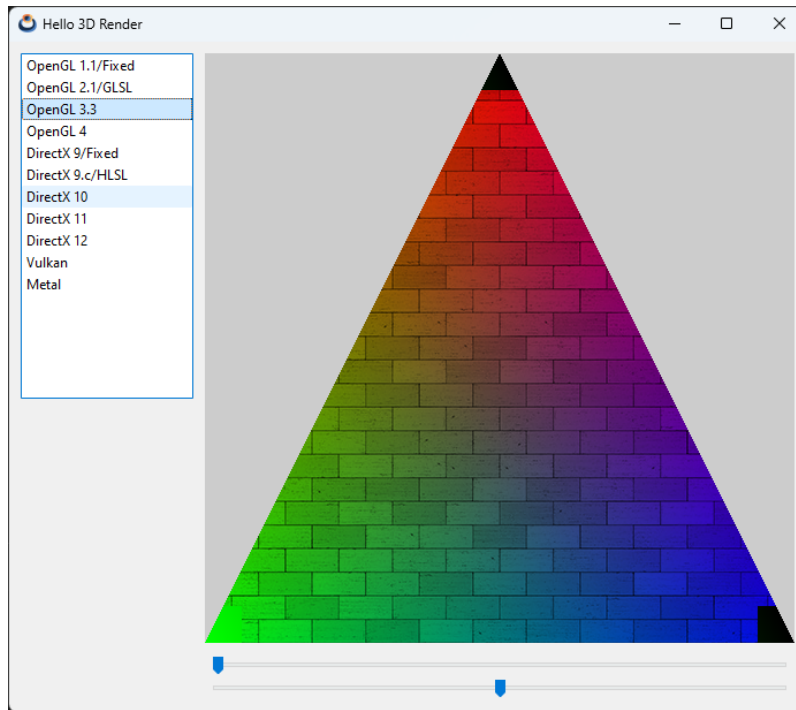 Hello 3D Render
OpenGL 1.1/Fixed
OpenGL 2.1/GLSL
OpenGL 3.3
OpenGL 4
DirectX 9/Fixed
DirectX 9.c/HLSL
DirectX 10
DirectX 11
DirectX 12
Vulkan
Metal